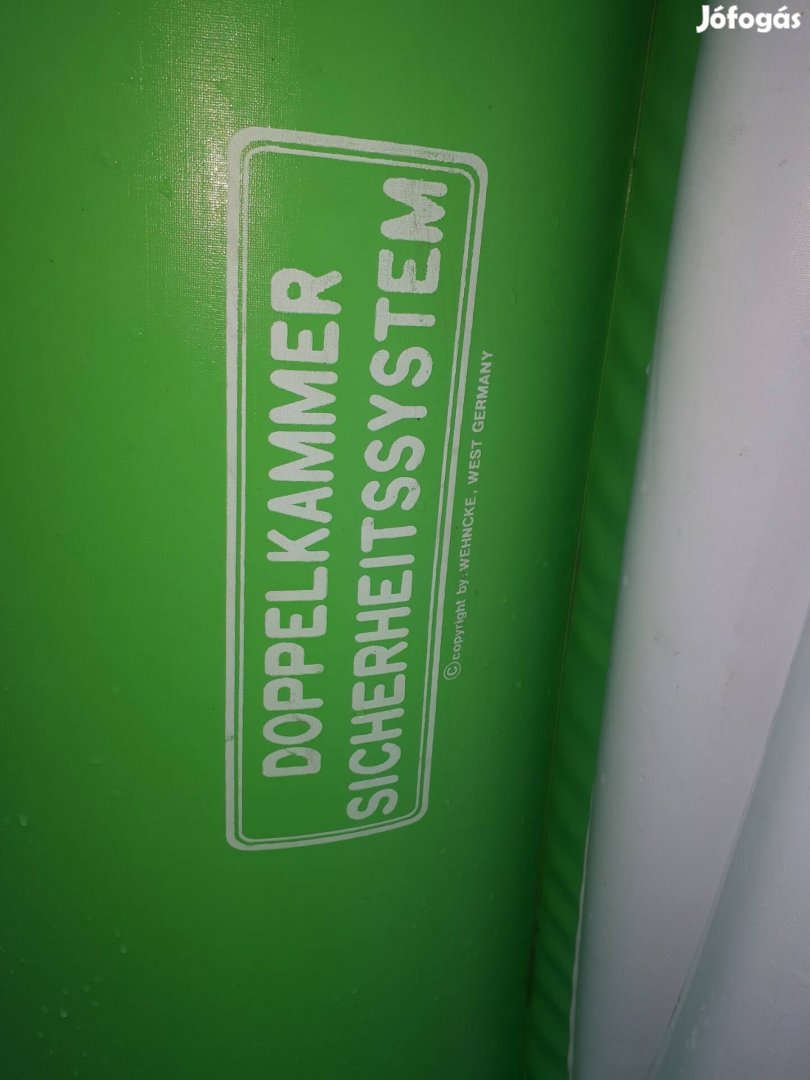 Jófogás
DOPPELKAMMER
SICHERHEITSSYSTEM
©copyright by: WEHNCKE, WEST GERMANY